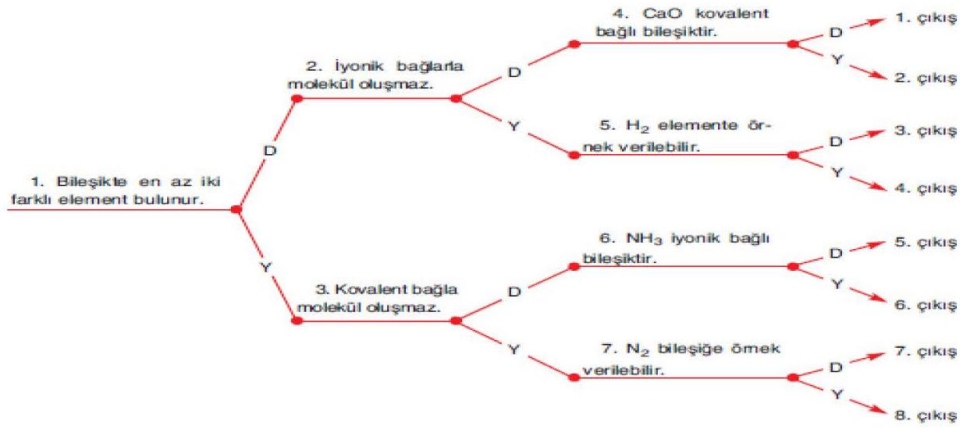 1. Bileşikte en az iki
farklı element bulunur.
D
Y
2. İyonik bağlarla
molekül oluşmaz.
D
Y
3. Kovalent bağla
molekül oluşmaz.
D
Y
4. CaO kovalent
bağlı bileşiktir.
D
Y
1. çıkış
2. çıkış
5. H₂ elemente ör-
nek verilebilir.
D
Y
3. çıkış
4. çıkış
6. NH₃ iyonik bağlı
bileşiktir.
D
Y
5. çıkış
6. çıkış
7. N₂ bileşiğe örnek
verilebilir.
D
Y
7. çıkış
8. çıkış